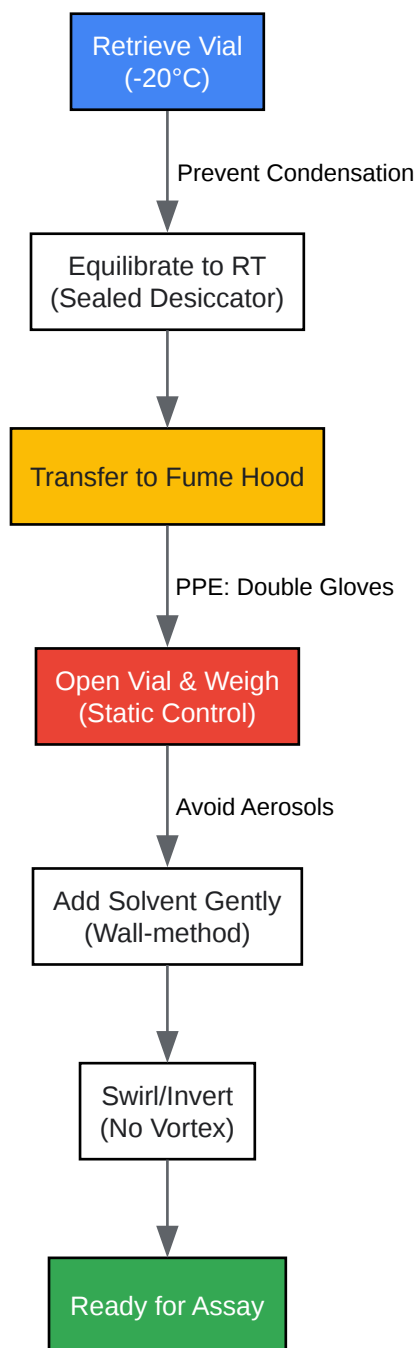 Retrieve Vial
(-20°C)
Prevent Condensation
Equilibrate to RT
(Sealed Desiccator)
Transfer to Fume Hood
PPE: Double Gloves
Open Vial & Weigh
(Static Control)
Avoid Aerosols
Add Solvent Gently
(Wall-method)
Swirl/Invert
(No Vortex)
Ready for Assay